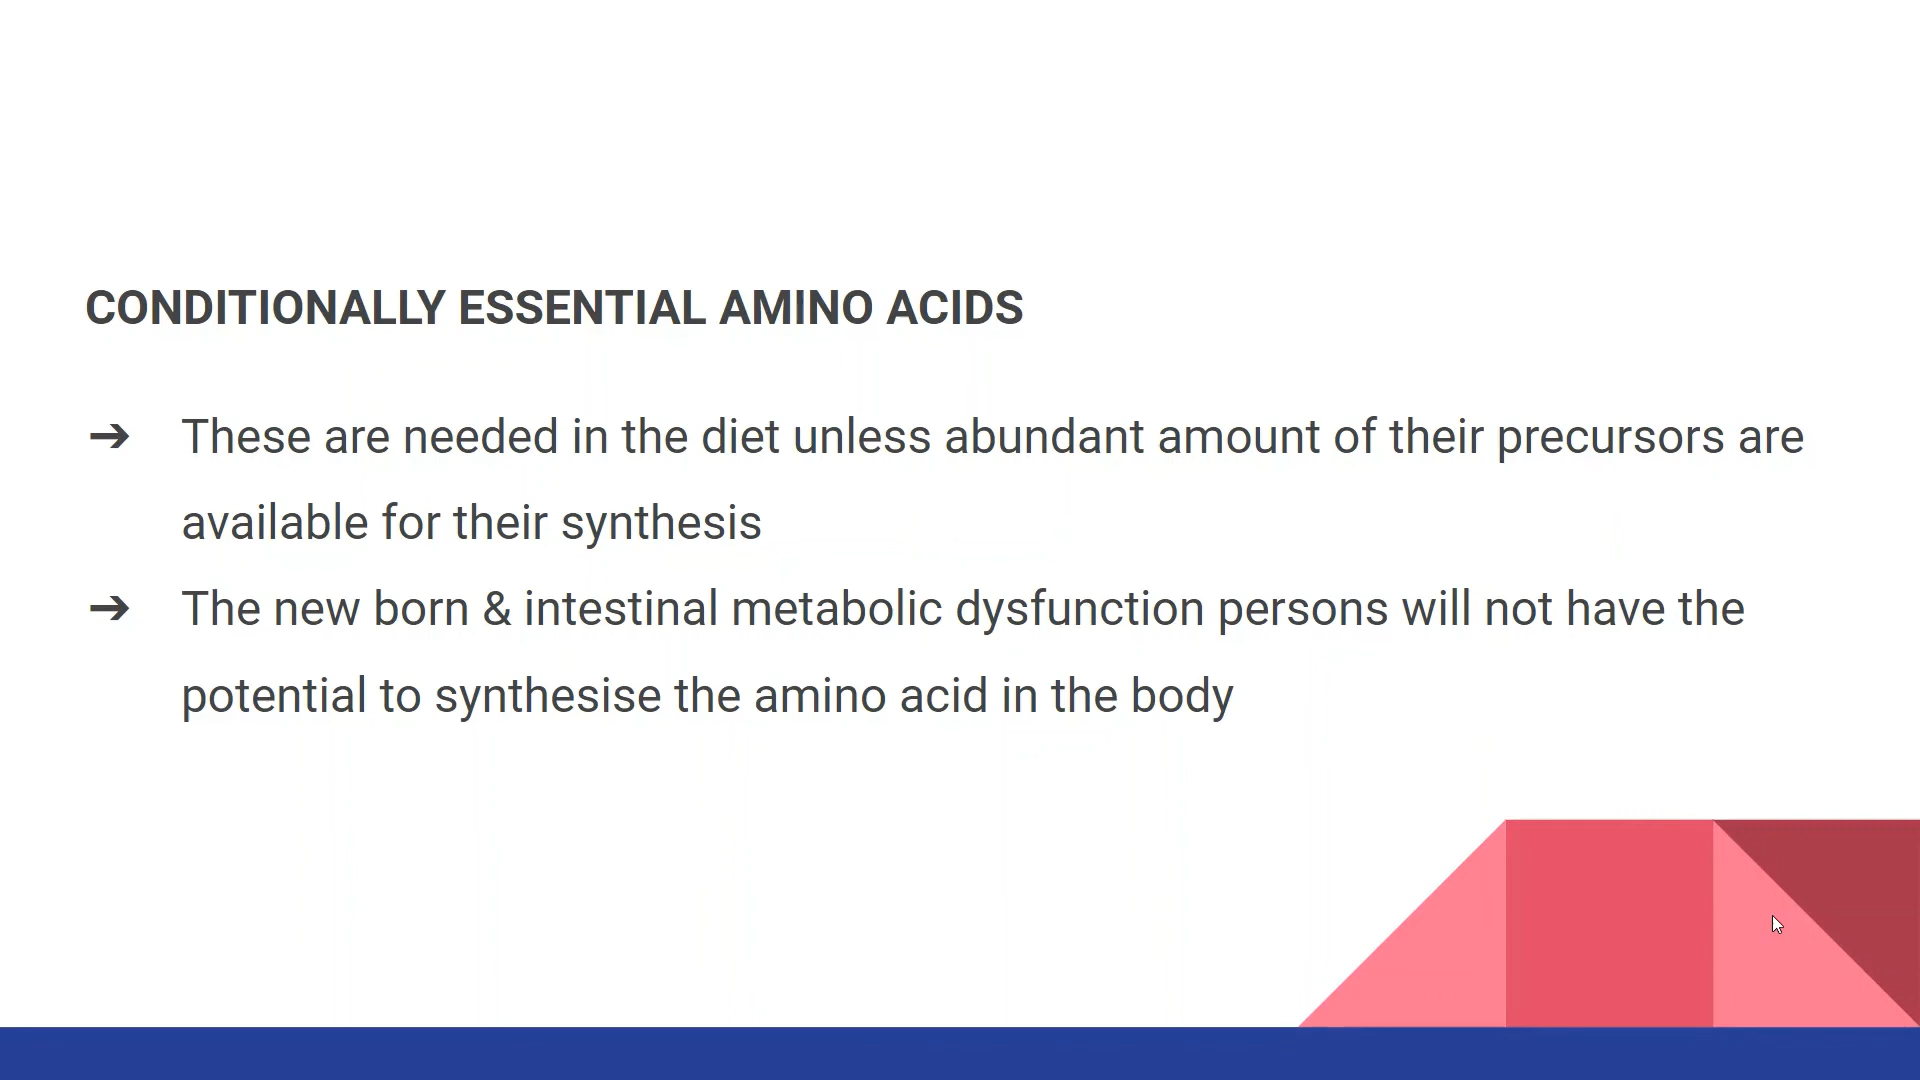 CONDITIONALLY ESSENTIAL AMINO ACIDS
➔ These are needed in the diet unless abundant amount of their precursors are
available for their synthesis
➔ The new born & intestinal metabolic dysfunction persons will not have the
potential to synthesise the amino acid in the body